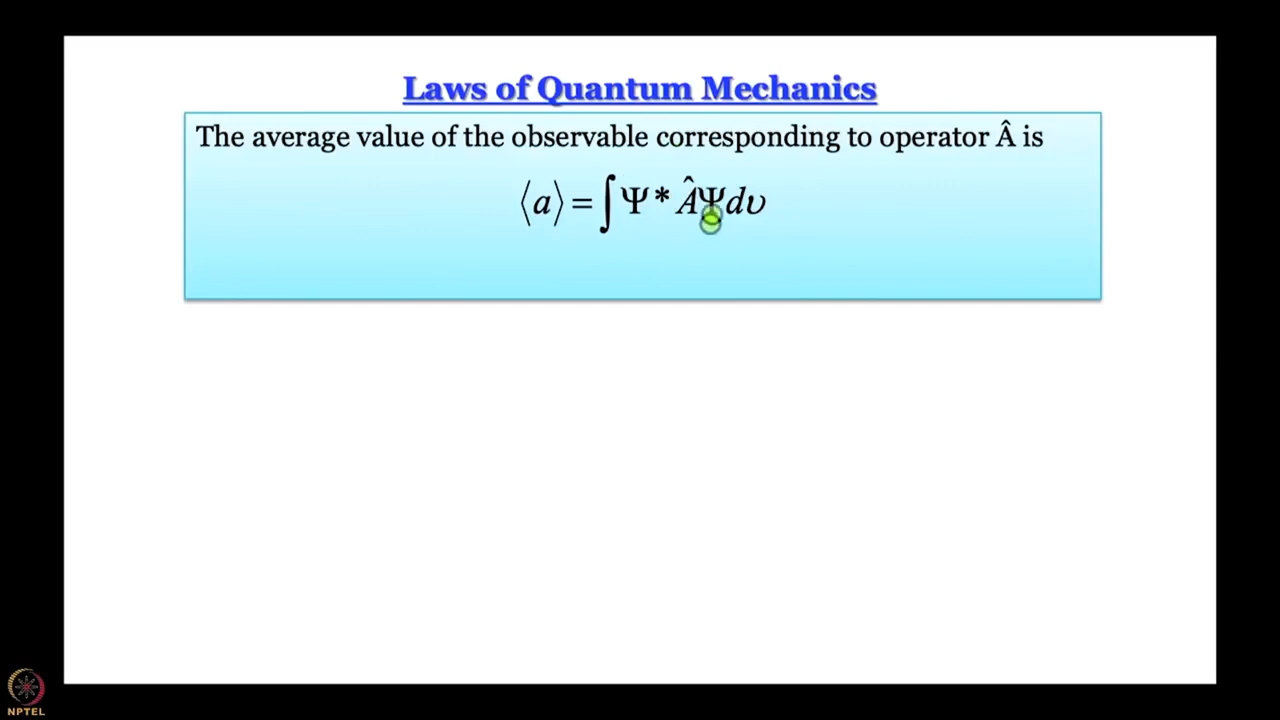 Laws of Quantum Mechanics
The average value of the observable corresponding to operator Â is
⟨a⟩ = ∫Ψ* ÂΨdυ
NPTEL